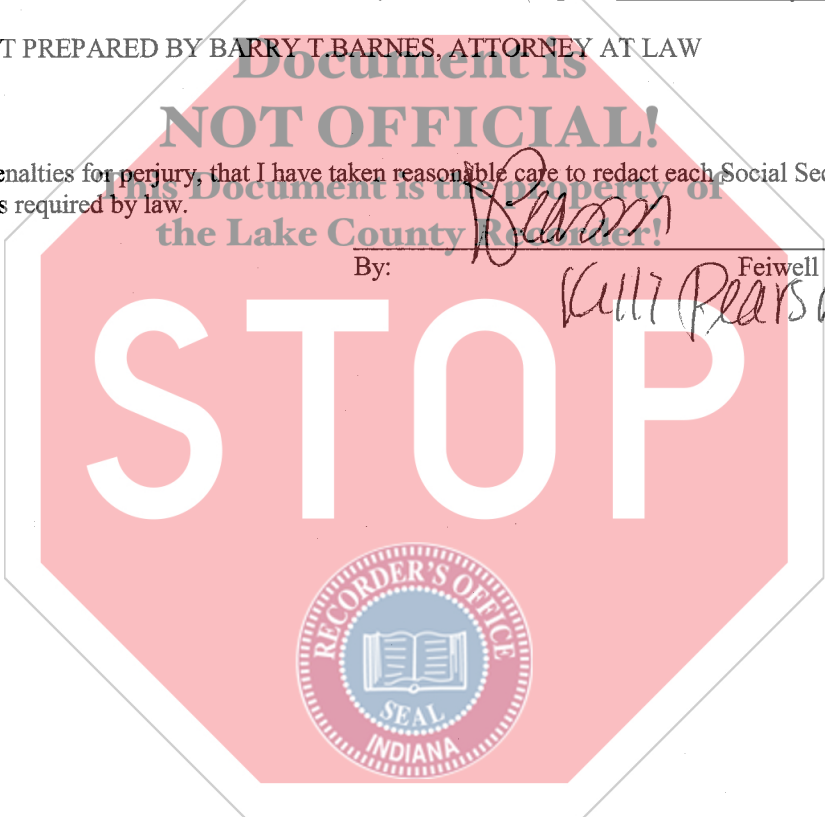 T PREPARED BY BARRY T.BARNES, ATTORNEY AT LAW
Document is
NOT OFFICIAL!
enalties for perjury, that I have taken reasonable care to redact each Social Sec
This Document is the property of
s required by law.
the Lake County Recorder!
By:
Feiwell
Pears
STOP
RECORDER'S OFFICE
SEAL
INDIANA